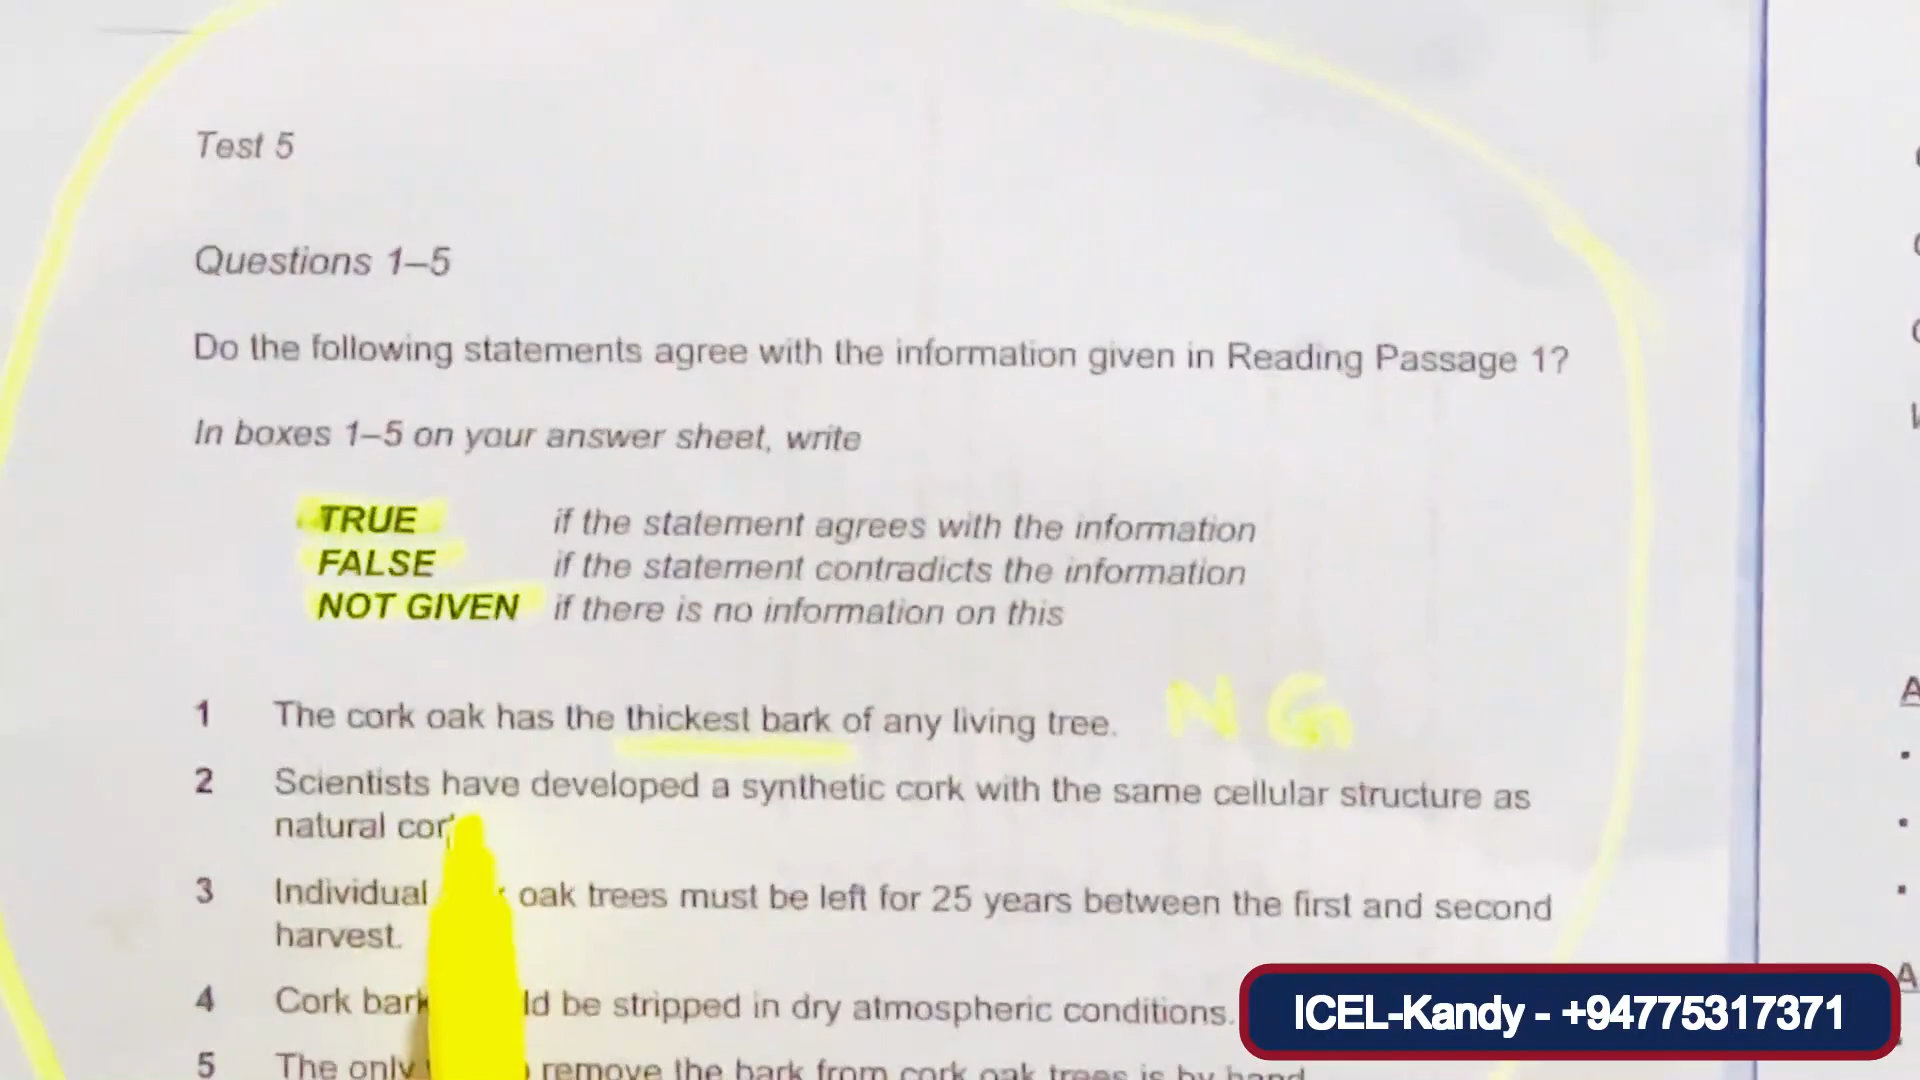 Test 5
Questions 1–5
Do the following statements agree with the information given in Reading Passage 1?
In boxes 1–5 on your answer sheet, write
TRUE if the statement agrees with the information
FALSE if the statement contradicts the information
NOT GIVEN if there is no information on this
1 The cork oak has the thickest bark of any living tree. NG
2 Scientists have developed a synthetic cork with the same cellular structure as
natural
3 Individual oak trees must be left for 25 years between the first and second
harvest.
4 Cork bark be stripped in dry atmospheric conditions.
5 The only remove the bark from cork oak trees is by hand
ICEL-Kandy - +94775317371